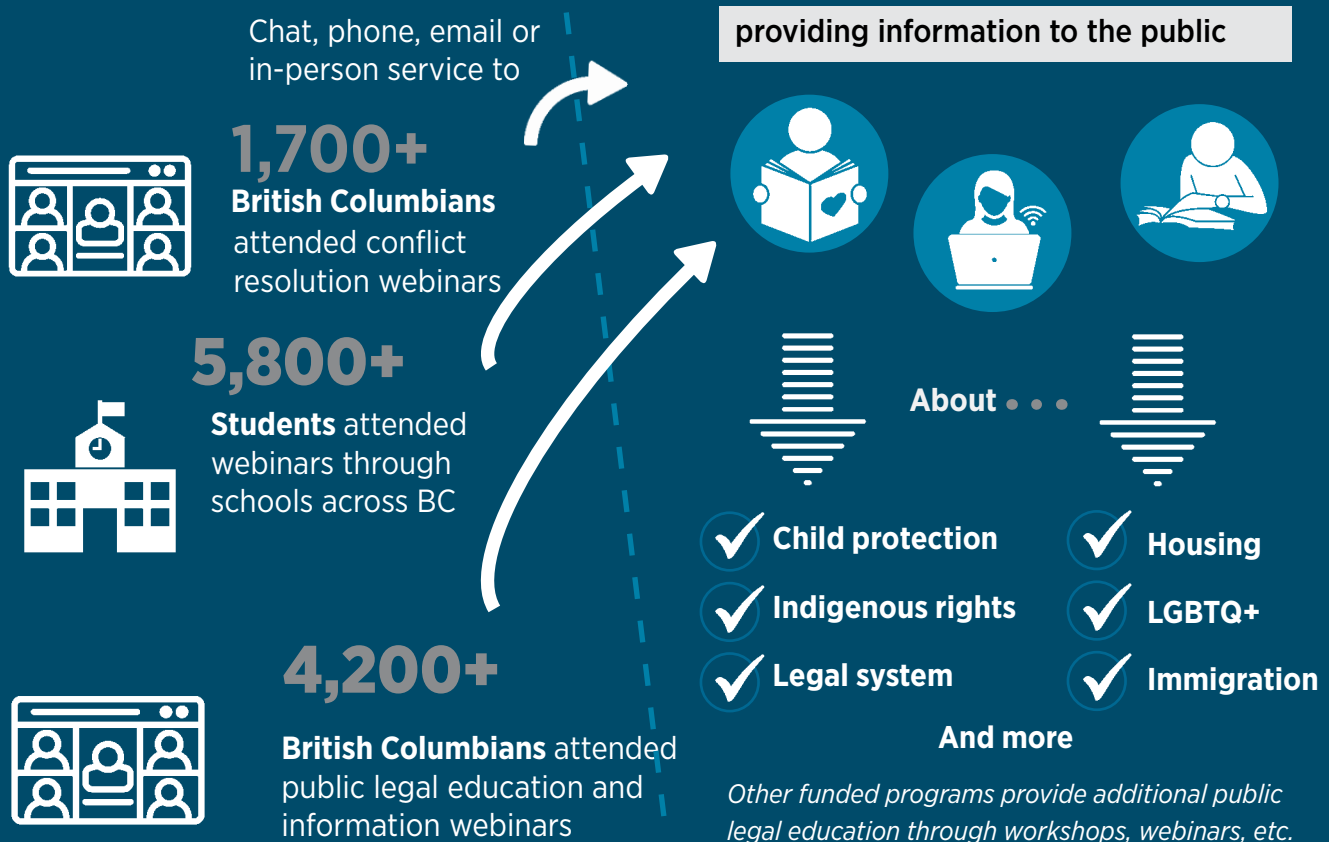 Chat, phone, email or
in-person service to
1,700+
British Columbians
attended conflict
resolution webinars
5,800+
Students attended
webinars through
schools across BC
4,200+
British Columbians attended
public legal education and
information webinars
providing information to the public
About
Child protection
Indigenous rights
Legal system
Housing
LGBTQ+
Immigration
And more
Other funded programs provide additional public
legal education through workshops, webinars, etc.